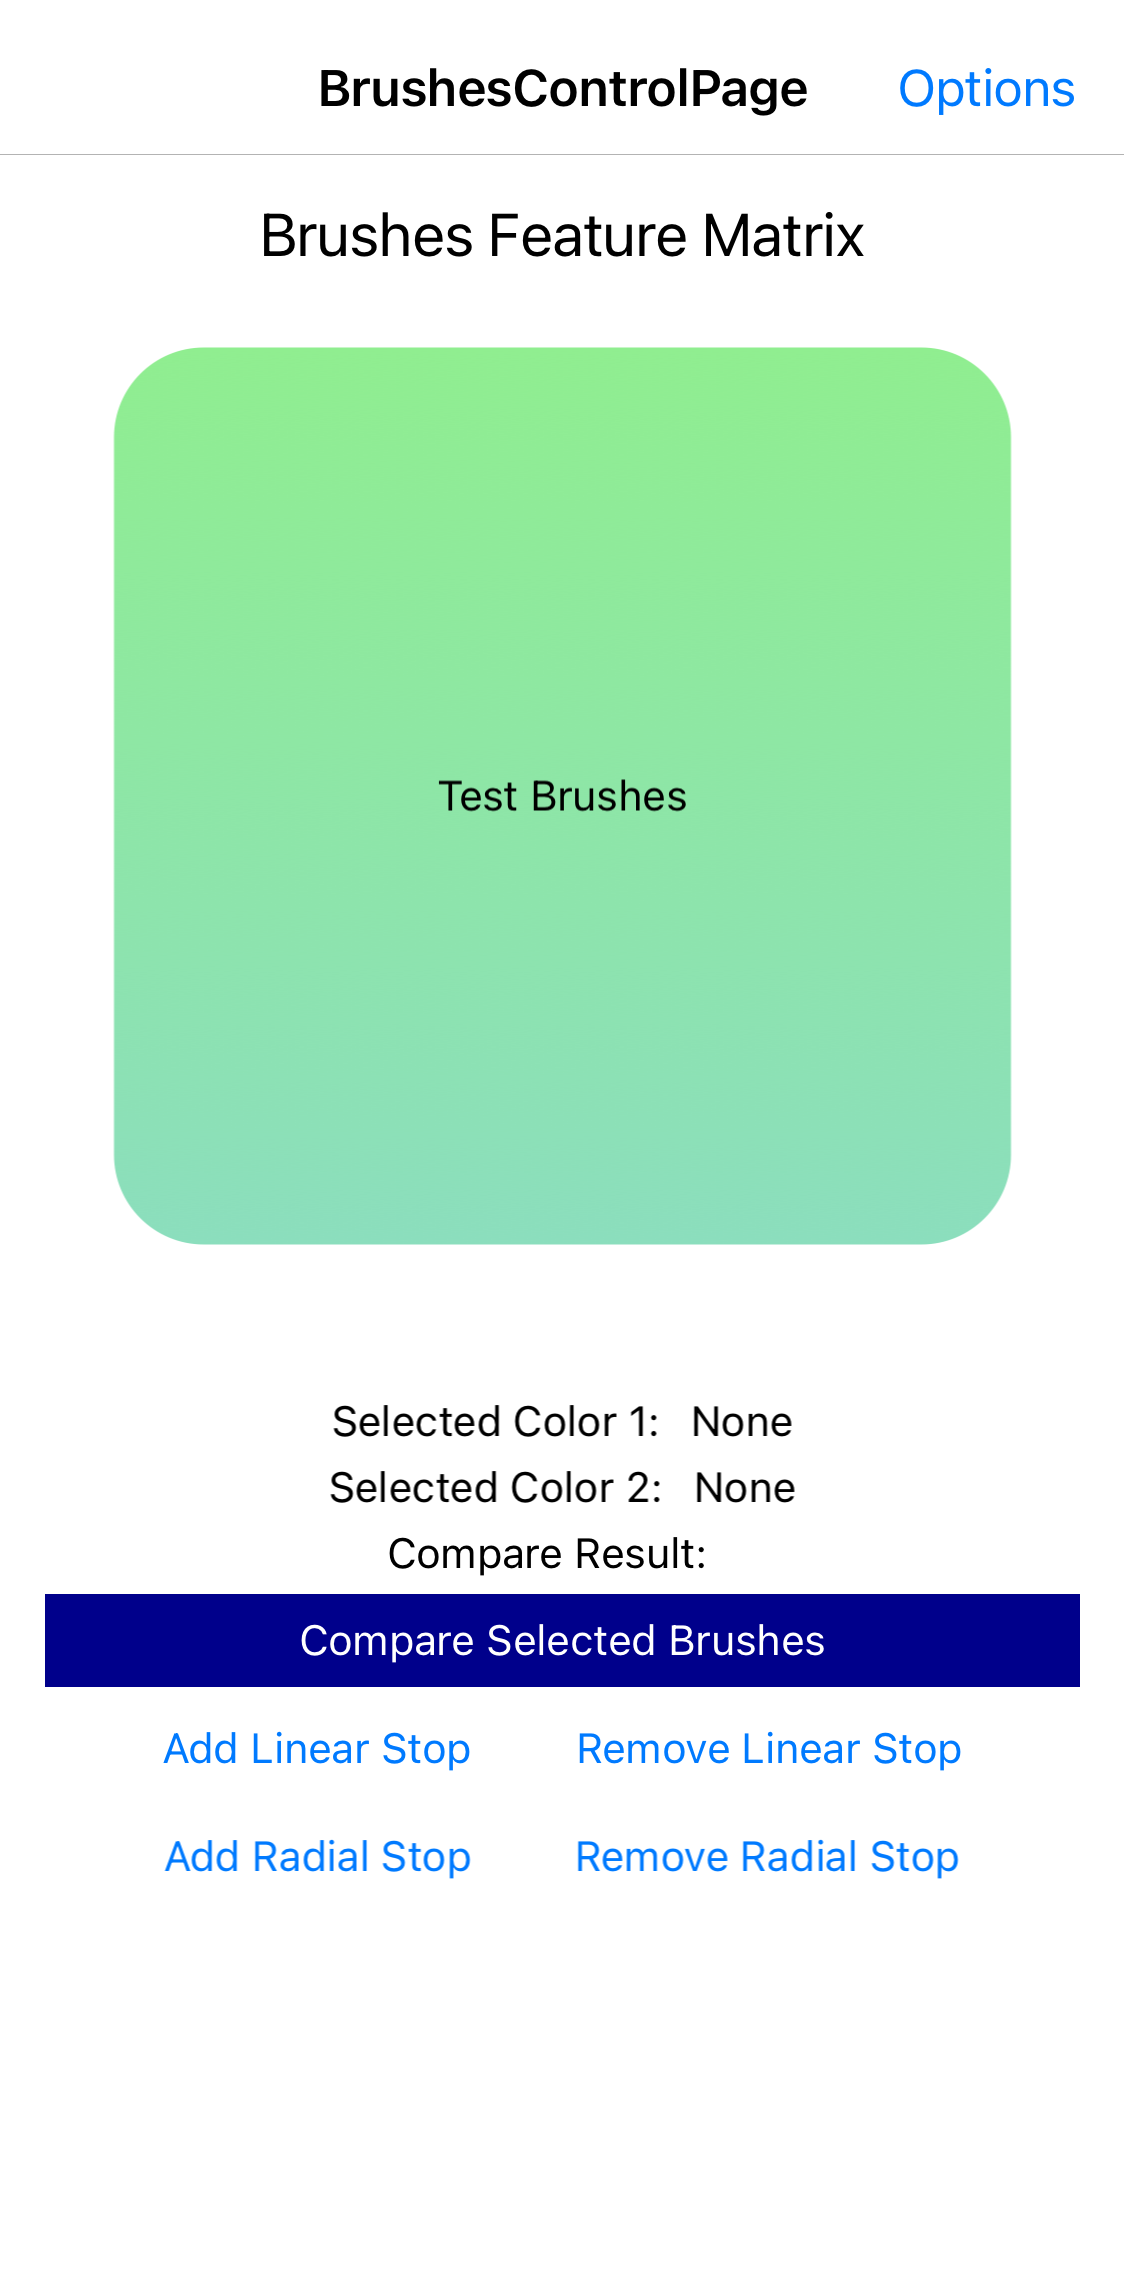 BrushesControlPage Options
Brushes Feature Matrix
Test Brushes
Selected Color 1: None
Selected Color 2: None
Compare Result:
Compare Selected Brushes
Add Linear Stop Remove Linear Stop
Add Radial Stop Remove Radial Stop